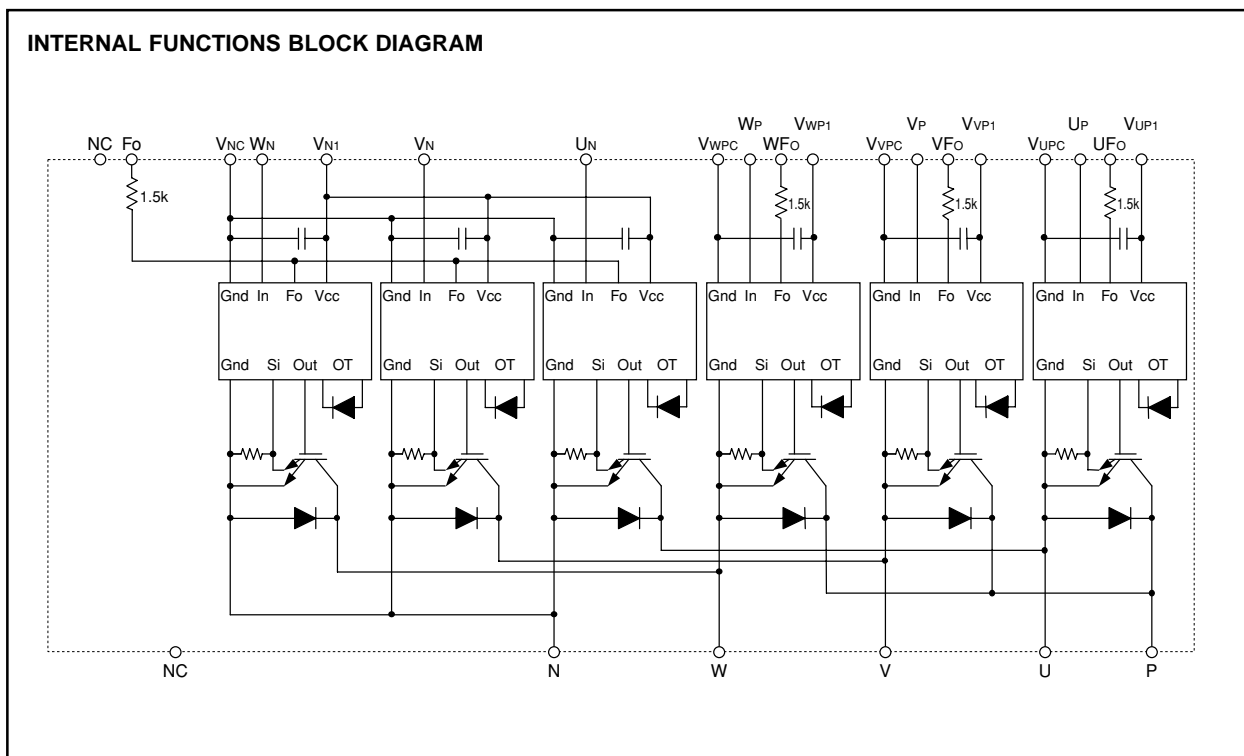 INTERNAL FUNCTIONS BLOCK DIAGRAM
WP VWP1 VP VVP1 UP VUP1
NC FO VNC WN VN1 VN UN VWPC WFO VVPC VFO VUPC UFO
1.5k 1.5k 1.5k 1.5k
Gnd In Fo Vcc Gnd In Fo Vcc Gnd In Fo Vcc Gnd In Fo Vcc Gnd In Fo Vcc Gnd In Fo Vcc
Gnd Si Out OT Gnd Si Out OT Gnd Si Out OT Gnd Si Out OT Gnd Si Out OT Gnd Si Out OT
NC N W V U P